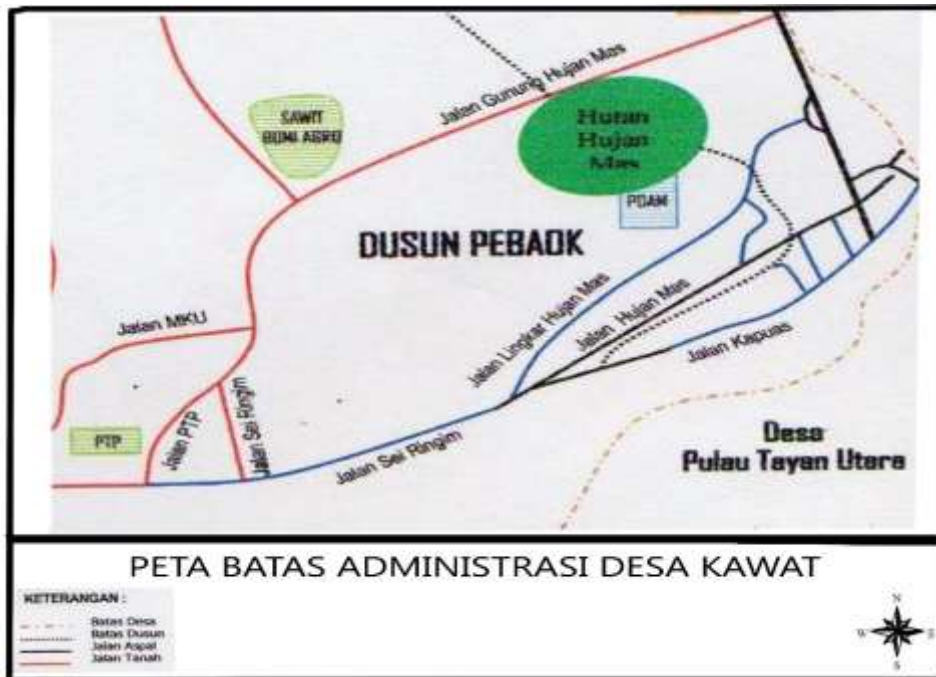 Jalan Gunung Hujan Mas
SAWIT
BUMI AGRO
Hutan
Hujan
Mas
PDAM
DUSUN PEBAOK
Jalan MKU
Jalan Lingkar Hujan Mas
Jalan Hujan Mas
Jalan Kapuas
PTP
Jalan PTP
Jalan Sei Ringim
Jalan Sei Ringim
Desa
Pulau Tayan Utara
PETA BATAS ADMINISTRASI DESA KAWAT
KETERANGAN :
Batas Desa
Batas Dusun
Jalan Aspal
Jalan Tanah
N
W
S